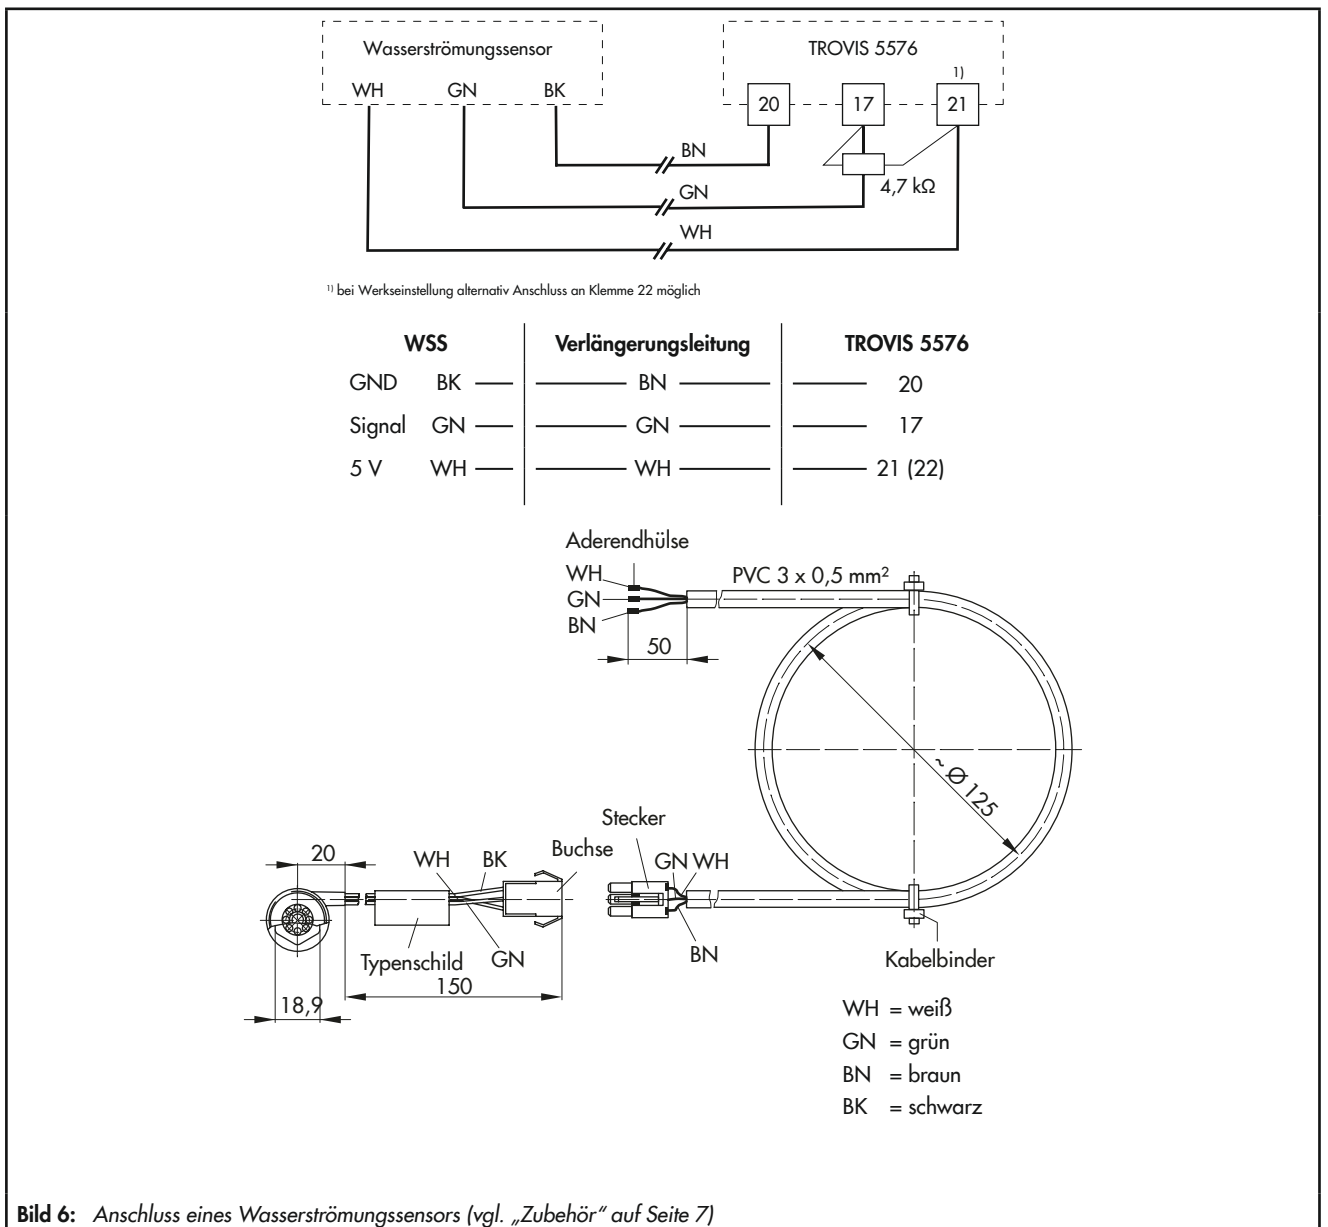 Wasserströmungssensor
TROVIS 5576
1)
WH GN BK
20 17 21
BN
4,7 kΩ
GN
WH
1) bei Werkseinstellung alternativ Anschluss an Klemme 22 möglich
WSS Verlängerungsleitung TROVIS 5576
GND BK BN 20
Signal GN GN 17
5 V WH WH 21 (22)
Aderendhülse
WH
GN
BN
PVC 3 x 0,5 mm²
50
~ Ø 125
Stecker
Buchse
20
WH BK
GN WH
Typenschild
GN
BN
Kabelbinder
150
18,9
WH = weiß
GN = grün
BN = braun
BK = schwarz
Bild 6: Anschluss eines Wasserströmungssensors (vgl. „Zubehör“ auf Seite 7)